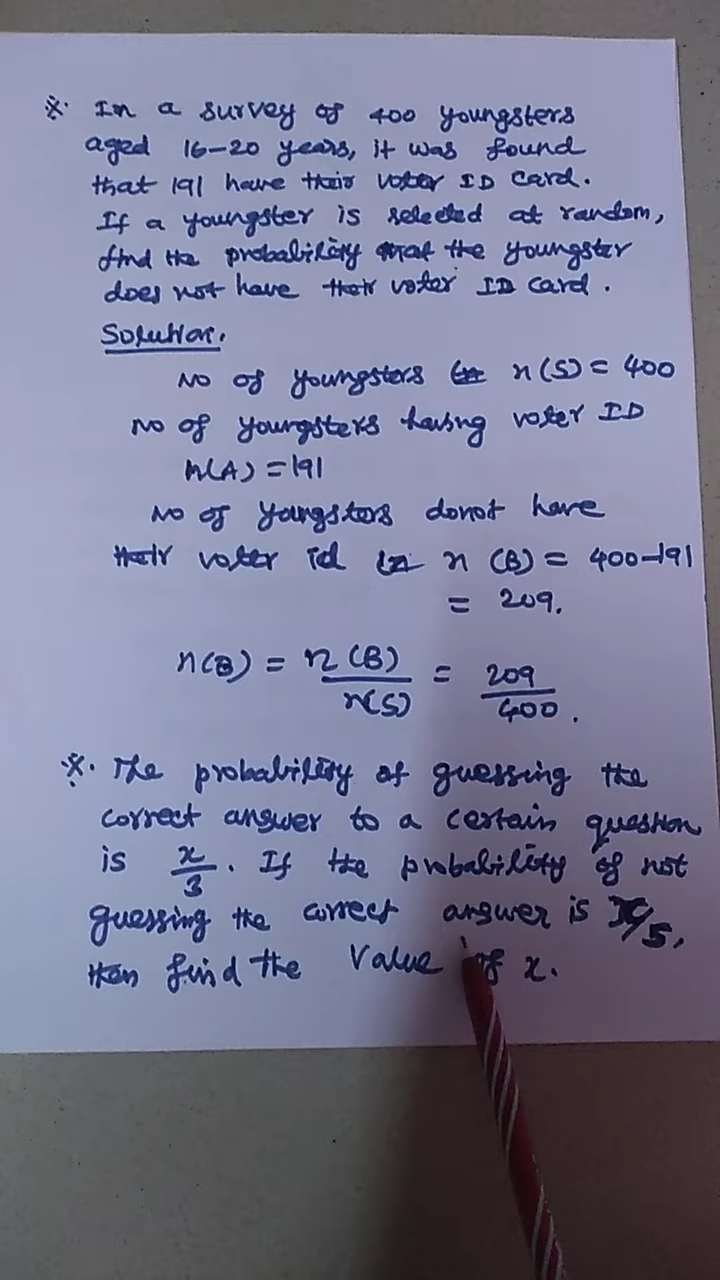 ※. In a survey of 400 youngsters
aged 16-20 years, it was found
that 191 have their voter ID card.
If a youngster is selected at random,
find the probability that the youngster
does not have their voter ID card.
Solution.
No of youngsters n(S) = 400
No of youngsters having voter ID
n(A) = 191
No of youngsters donot have
their voter id n (B) = 400-191
= 209.
n(B) = n(B)/n(S) = 209/400.
※. The probability of guessing the
correct answer to a certain question
is x/3. If the probability of not
guessing the correct answer is x/5,
then find the value of x.